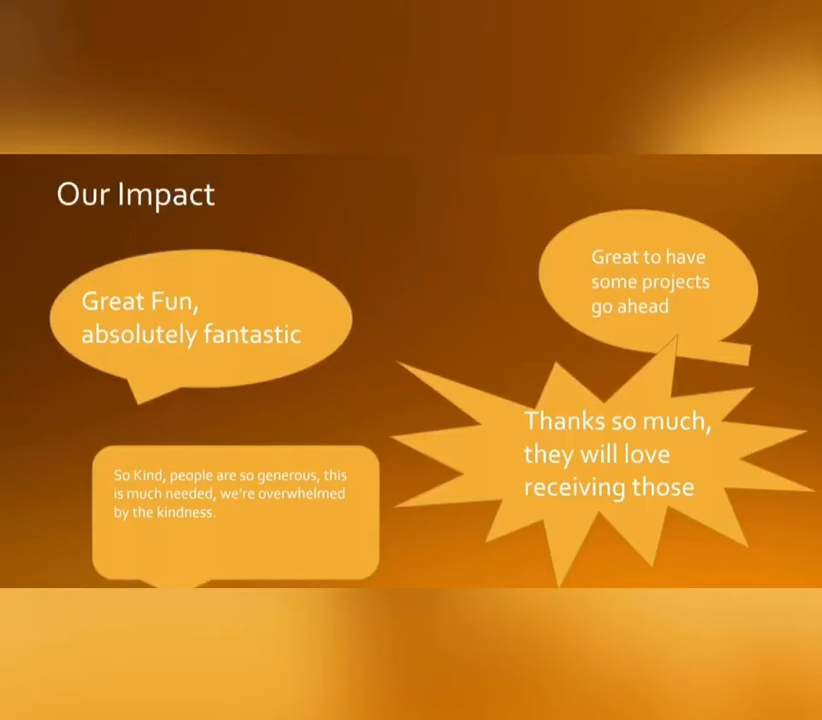 Our Impact
Great Fun,
absolutely fantastic
Great to have
some projects
go ahead
Thanks so much,
they will love
receiving those
So Kind, people are so generous, this
is much needed, we're overwhelmed
by the kindness.